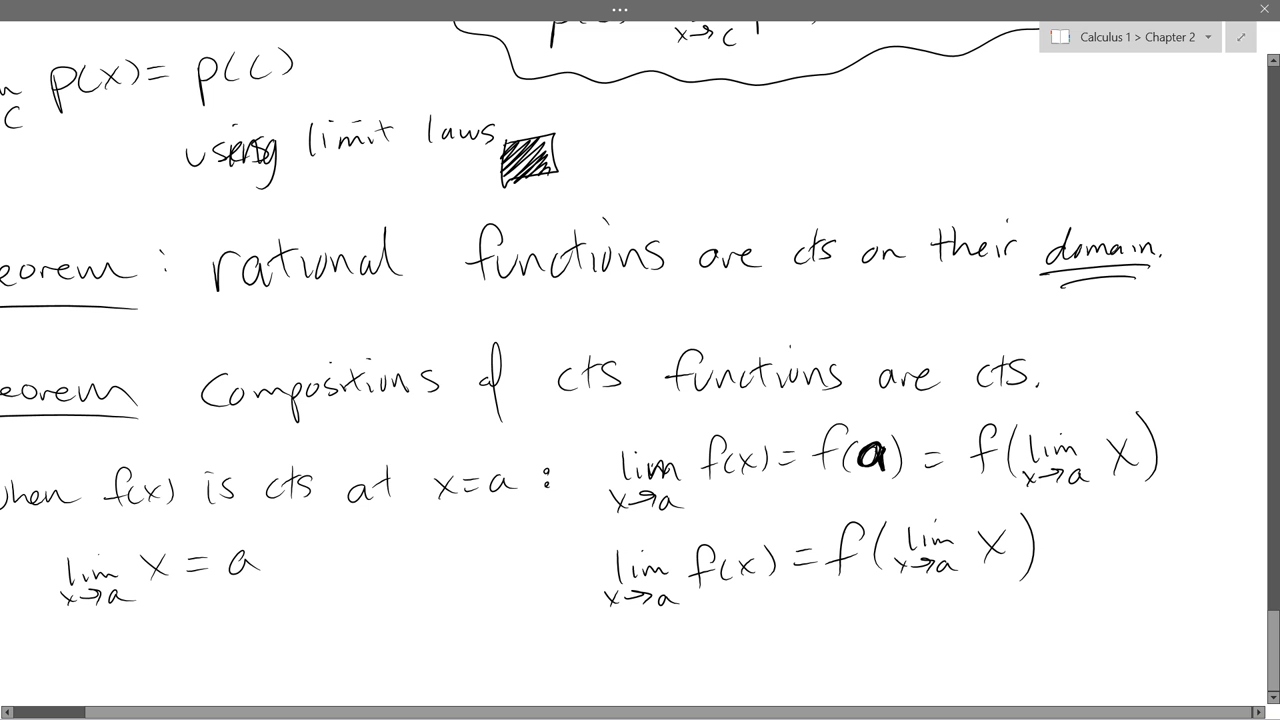 x→c
Calculus 1 > Chapter 2
p(x) = p(c)
c
using limit laws
eorem : rational functions are cts on their domain.
eorem Compositions of cts functions are cts.
when f(x) is cts at x=a : lim x→a f(x) = f(a) = f(lim x→a x)
lim x→a x = a lim x→a f(x) = f(lim x→a x)